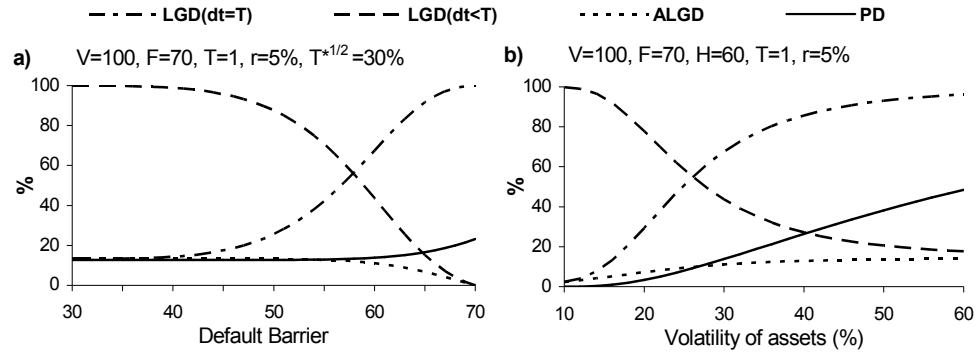 LGD(dt=T) LGD(dt<T) ALGD PD
a) V=100, F=70, T=1, r=5%, T*^1/2 =30%
b) V=100, F=70, H=60, T=1, r=5%
%
100
80
60
40
20
0
30 40 50 60 70
Default Barrier
%
100
80
60
40
20
0
10 20 30 40 50 60
Volatility of assets (%)